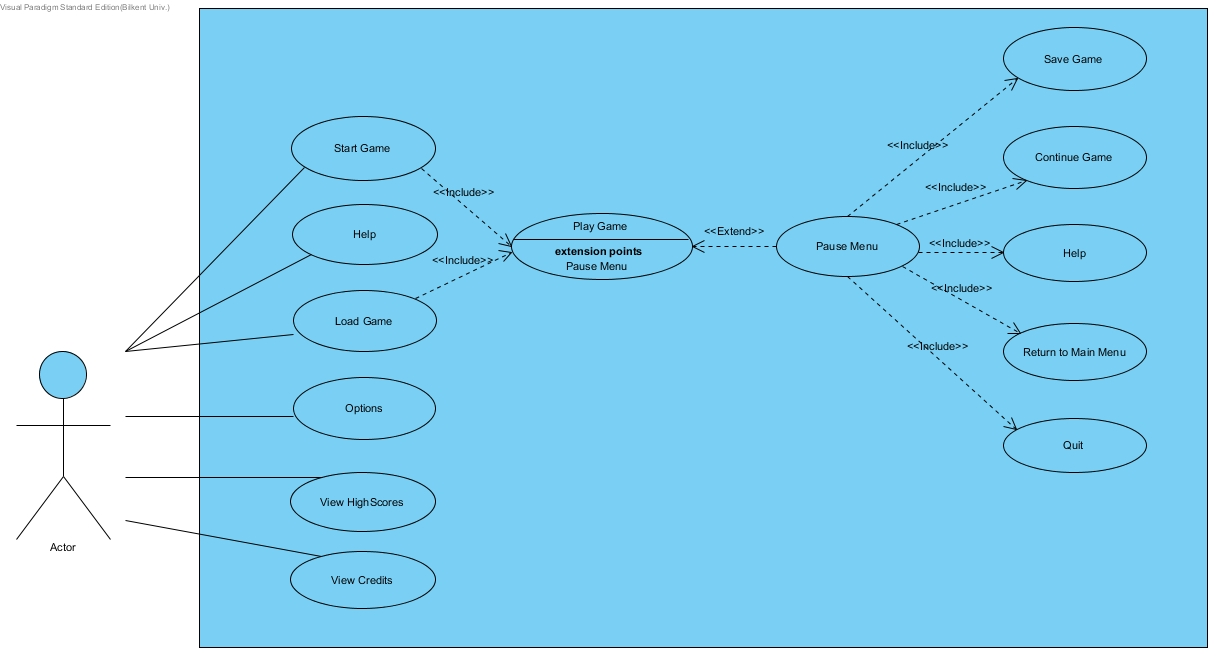 Visual Paradigm Standard Edition(Bilkent Univ.)
Save Game
Start Game
<<Include>>
Continue Game
<<Include>>
<<Include>>
Help
Play Game
extension points
Pause Menu
<<Extend>>
Pause Menu
<<Include>>
Help
<<Include>>
<<Include>>
Load Game
<<Include>>
Return to Main Menu
Options
Quit
View HighScores
Actor
View Credits